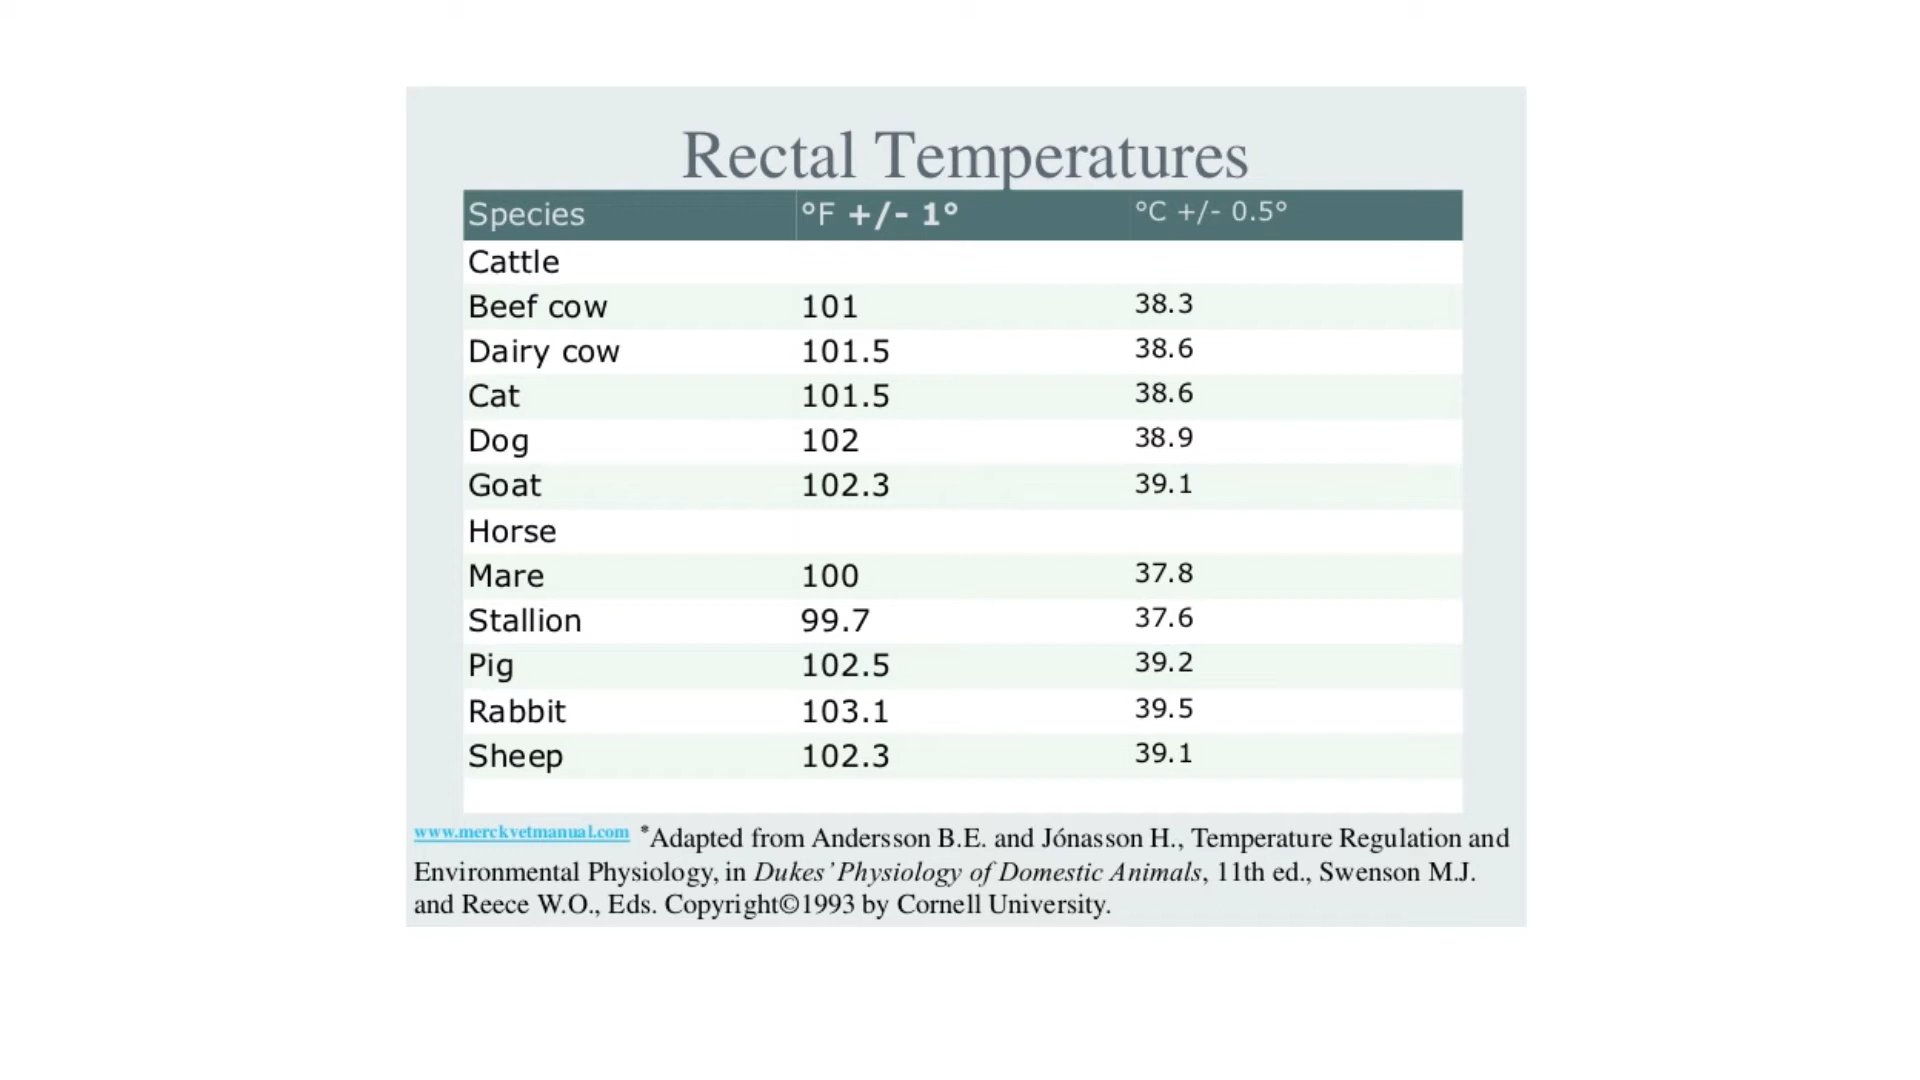 Rectal Temperatures
Species °F +/- 1° °C +/- 0.5°
Cattle
Beef cow 101 38.3
Dairy cow 101.5 38.6
Cat 101.5 38.6
Dog 102 38.9
Goat 102.3 39.1
Horse
Mare 100 37.8
Stallion 99.7 37.6
Pig 102.5 39.2
Rabbit 103.1 39.5
Sheep 102.3 39.1
www.merckvetmanual.com *Adapted from Andersson B.E. and Jónasson H., Temperature Regulation and
Environmental Physiology, in Dukes’ Physiology of Domestic Animals, 11th ed., Swenson M.J.
and Reece W.O., Eds. Copyright©1993 by Cornell University.